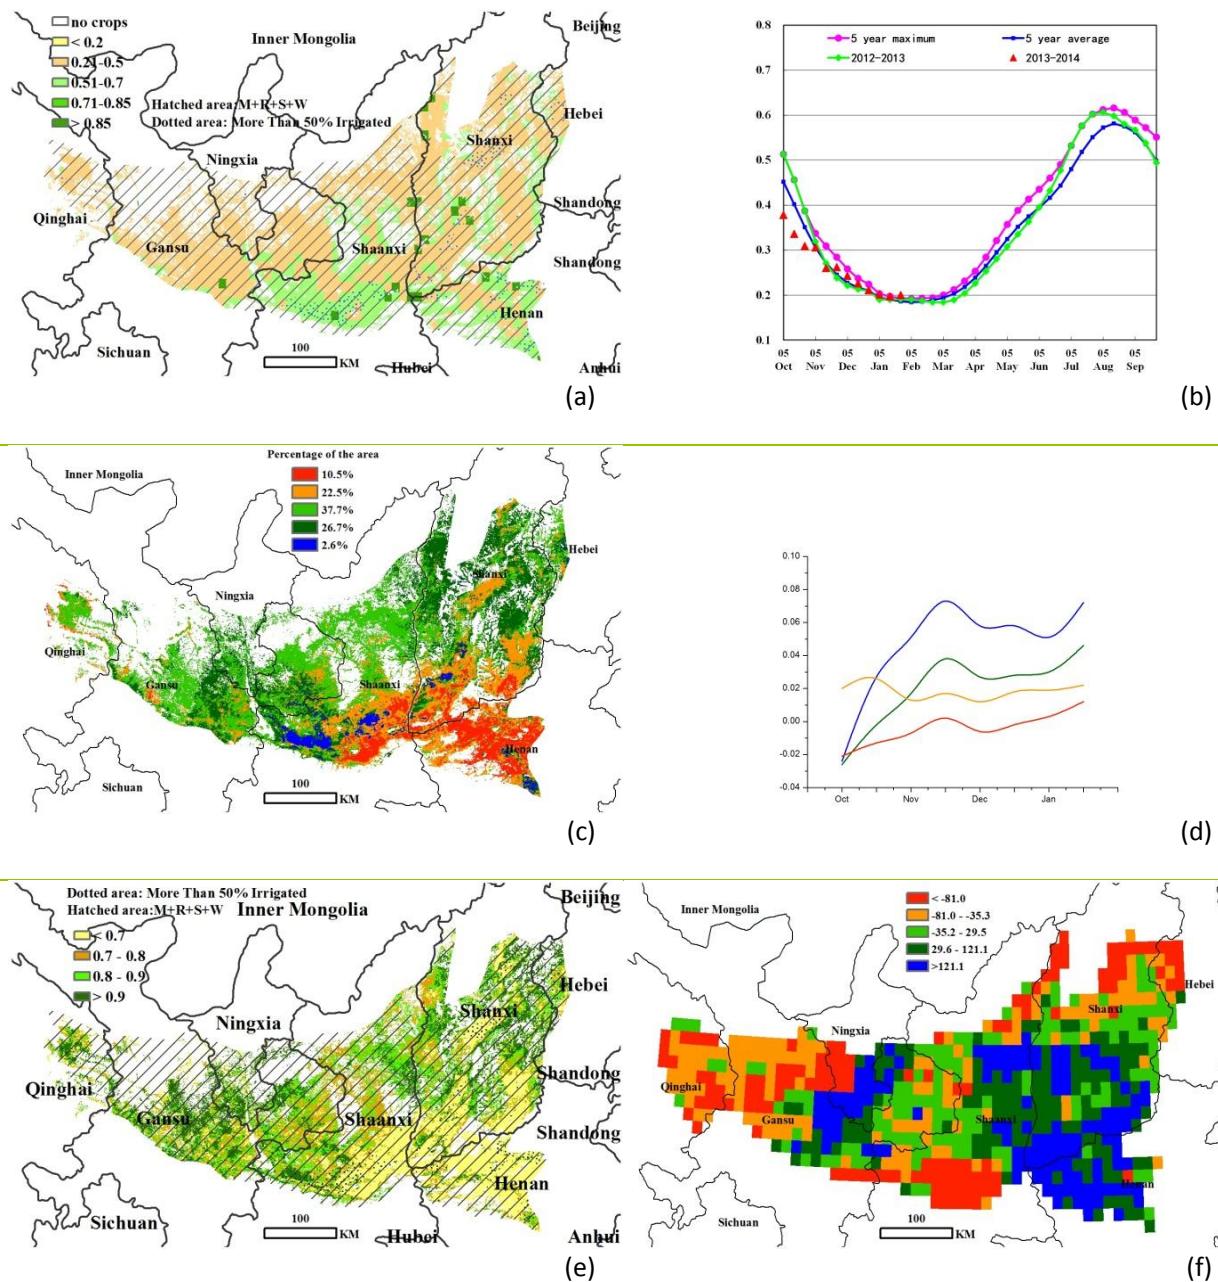 no crops
< 0.2
0.21-0.5
0.51-0.7
0.71-0.85
> 0.85
Hatched area:M+R+S+W
Dotted area: More Than 50% Irrigated
Inner Mongolia
Beijing
Hebei
Shanxi
Ningxia
Shandong
Qinghai
Gansu
Shaanxi
Shandong
Henan
Sichuan
100
KM
Hubei
Anhui
(a)
0.8
0.7
0.6
0.5
0.4
0.3
0.2
0.1
5 year maximum
5 year average
2012-2013
2013-2014
05 05 05 05 05 05 05 05 05 05 05 05
Oct Nov Dec Jan Feb Mar Apr May Jun Jul Aug Sep
(b)
Percentage of the area
10.5%
22.5%
37.7%
26.7%
2.6%
Inner Mongolia
Hebei
Shanxi
Ningxia
Qinghai
Gansu
Shaanxi
Henan
Sichuan
100
KM
(c)
0.10
0.08
0.06
0.04
0.02
0.00
-0.02
-0.04
Oct Nov Dec Jan
(d)
Dotted area: More Than 50% Irrigated
Hatched area:M+R+S+W
< 0.7
0.7 - 0.8
0.8 - 0.9
> 0.9
Inner Mongolia
Beijing
Hebei
Shanxi
Ningxia
Shandong
Qinghai
Gansu
Shaanxi
Shandong
Henan
Sichuan
100
KM
Hubei
Anhui
(e)
< -81.0
-81.0 - -35.3
-35.2 - 29.5
29.6 - 121.1
>121.1
Inner Mongolia
Hebei
Shanxi
Ningxia
Qinghai
Gansu
Shaanxi
Henan
Sichuan
100
KM
(f)